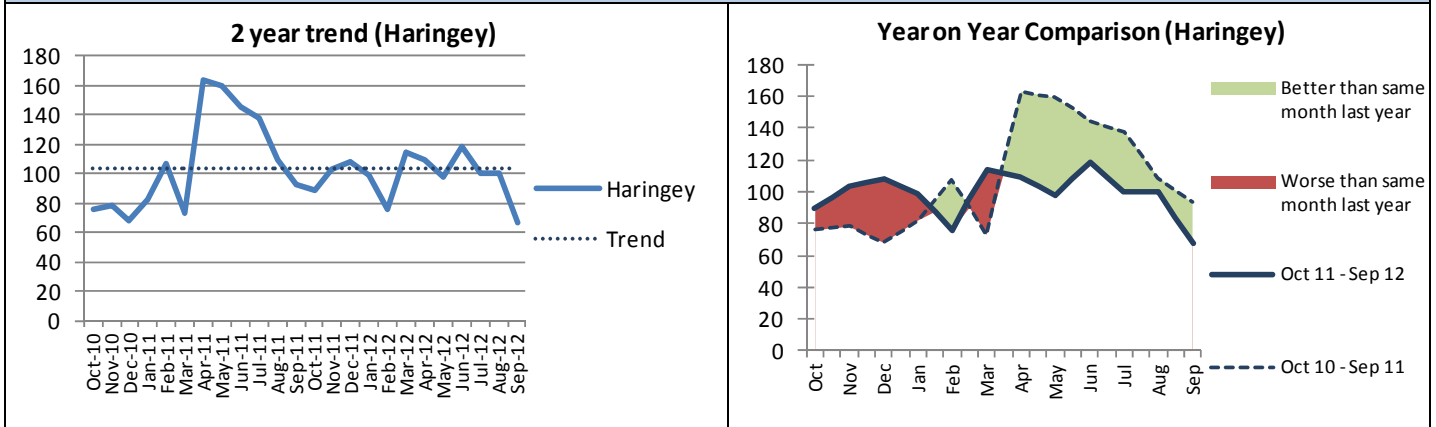 2 year trend (Haringey)
180
160
140
120
100
80
60
40
20
0
Oct-10
Nov-10
Dec-10
Jan-11
Feb-11
Mar-11
Apr-11
May-11
Jun-11
Jul-11
Aug-11
Sep-11
Oct-11
Nov-11
Dec-11
Jan-12
Feb-12
Mar-12
Apr-12
May-12
Jun-12
Jul-12
Aug-12
Sep-12
Haringey
Trend
Year on Year Comparison (Haringey)
180
160
140
120
100
80
60
40
20
0
Oct
Nov
Dec
Jan
Feb
Mar
Apr
May
Jun
Jul
Aug
Sep
Better than same
month last year
Worse than same
month last year
Oct 11 - Sep 12
Oct 10 - Sep 11